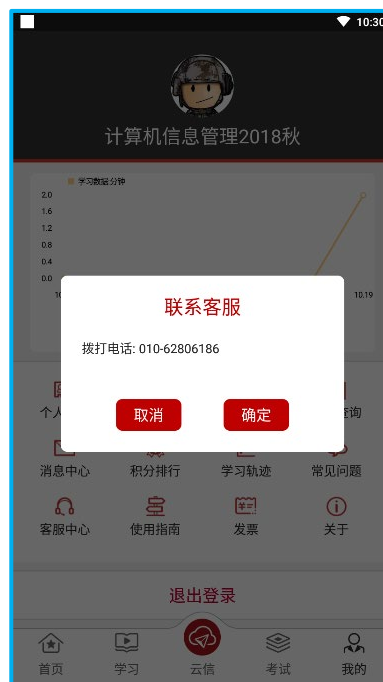 10:30
计算机信息管理2018秋
学习数据:分钟
2.0
1.6
1.2
0.8
0.4
0.0
10.19
联系客服
拨打电话: 010-62806186
取消 确定
消息中心 积分排行 学习轨迹 常见问题
客服中心 使用指南 发票 关于
退出登录
首页 学习 云信 考试 我的